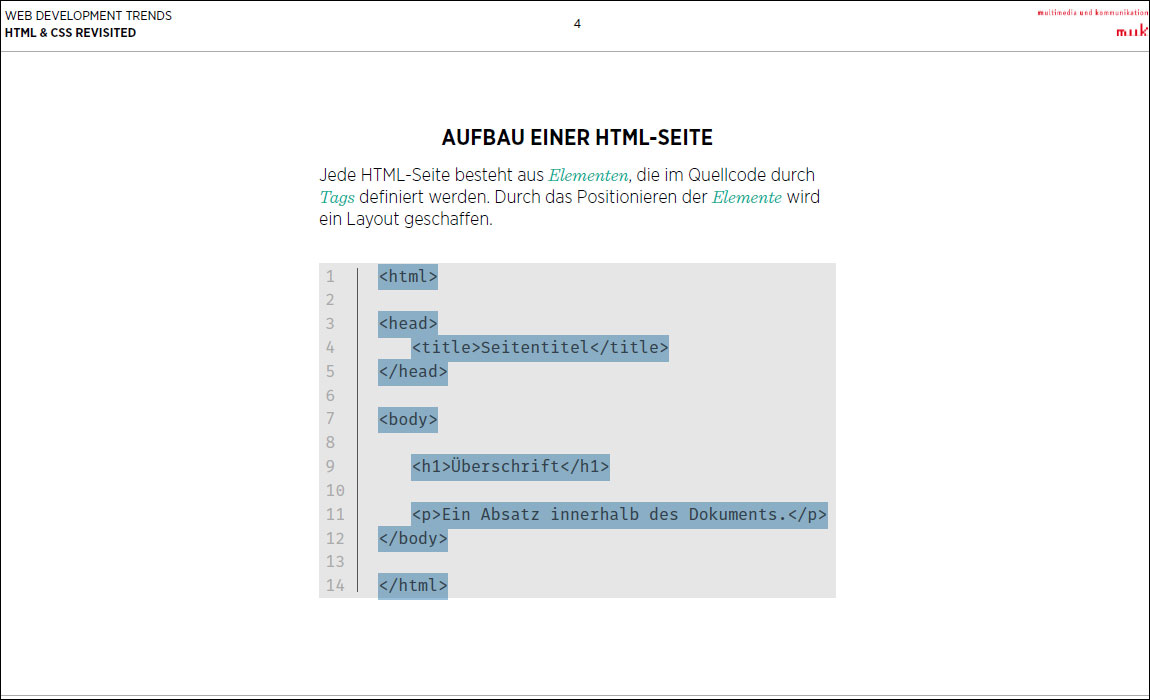 WEB DEVELOPMENT TRENDS
HTML & CSS REVISITED
4
multimedia und kommunikation
muk
AUFBAU EINER HTML-SEITE
Jede HTML-Seite besteht aus Elementen, die im Quellcode durch
Tags definiert werden. Durch das Positionieren der Elemente wird
ein Layout geschaffen.
1 <html>
2
3 <head>
4 <title>Seitentitel</title>
5 </head>
6
7 <body>
8
9 <h1>Überschrift</h1>
10
11 <p>Ein Absatz innerhalb des Dokuments.</p>
12 </body>
13
14 </html>